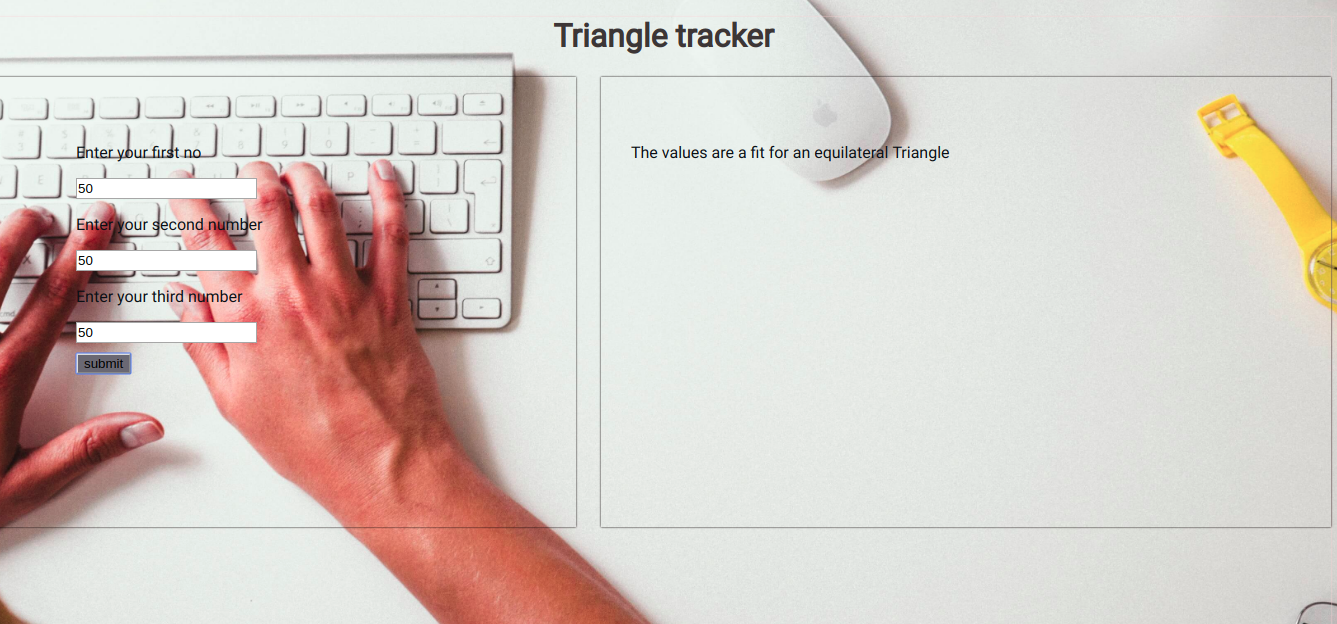 Triangle tracker
Enter your first no
50
Enter your second number
50
Enter your third number
50
submit
The values are a fit for an equilateral Triangle